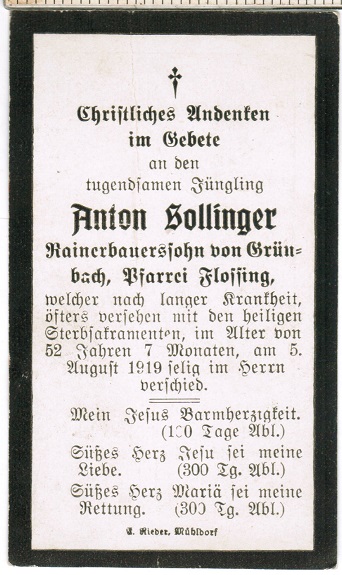 Christliches Andenken
im Gebete
an den
tugendsamen Jüngling
Anton Sollinger
Rainerbauerssohn von Grün-
bach, Pfarrei Flossing,
welcher nach langer Krankheit,
öfters versehen mit den heiligen
Sterbsakramenten, im Alter von
52 Jahren 7 Monaten, am 5.
August 1919 selig im Herrn
verschied.
Mein Jesus Barmherzigkeit.
(100 Tage Abl.)
Süßes Herz Jesu sei meine
Liebe. (300 Tg. Abl.)
Süßes Herz Mariä sei meine
Rettung. (300 Tg. Abl.)
A. Rieder, Mühldorf